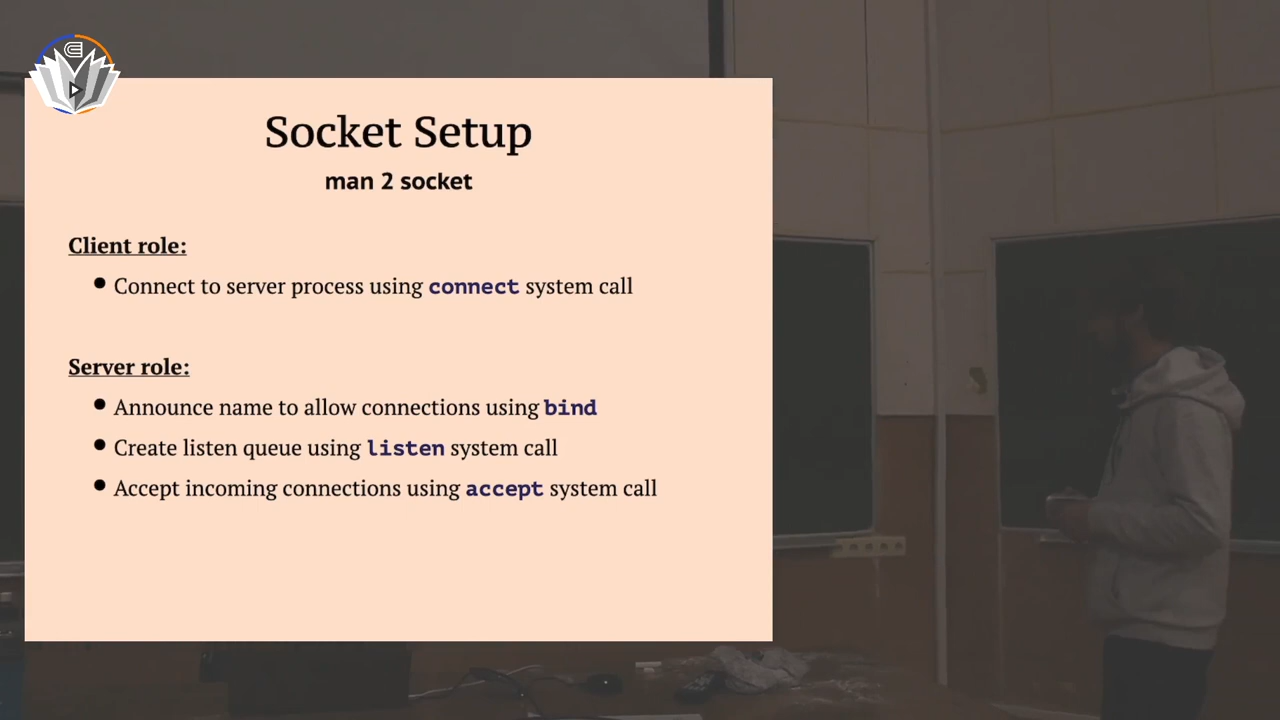 Socket Setup
man 2 socket
Client role:
● Connect to server process using connect system call
Server role:
● Announce name to allow connections using bind
● Create listen queue using listen system call
● Accept incoming connections using accept system call